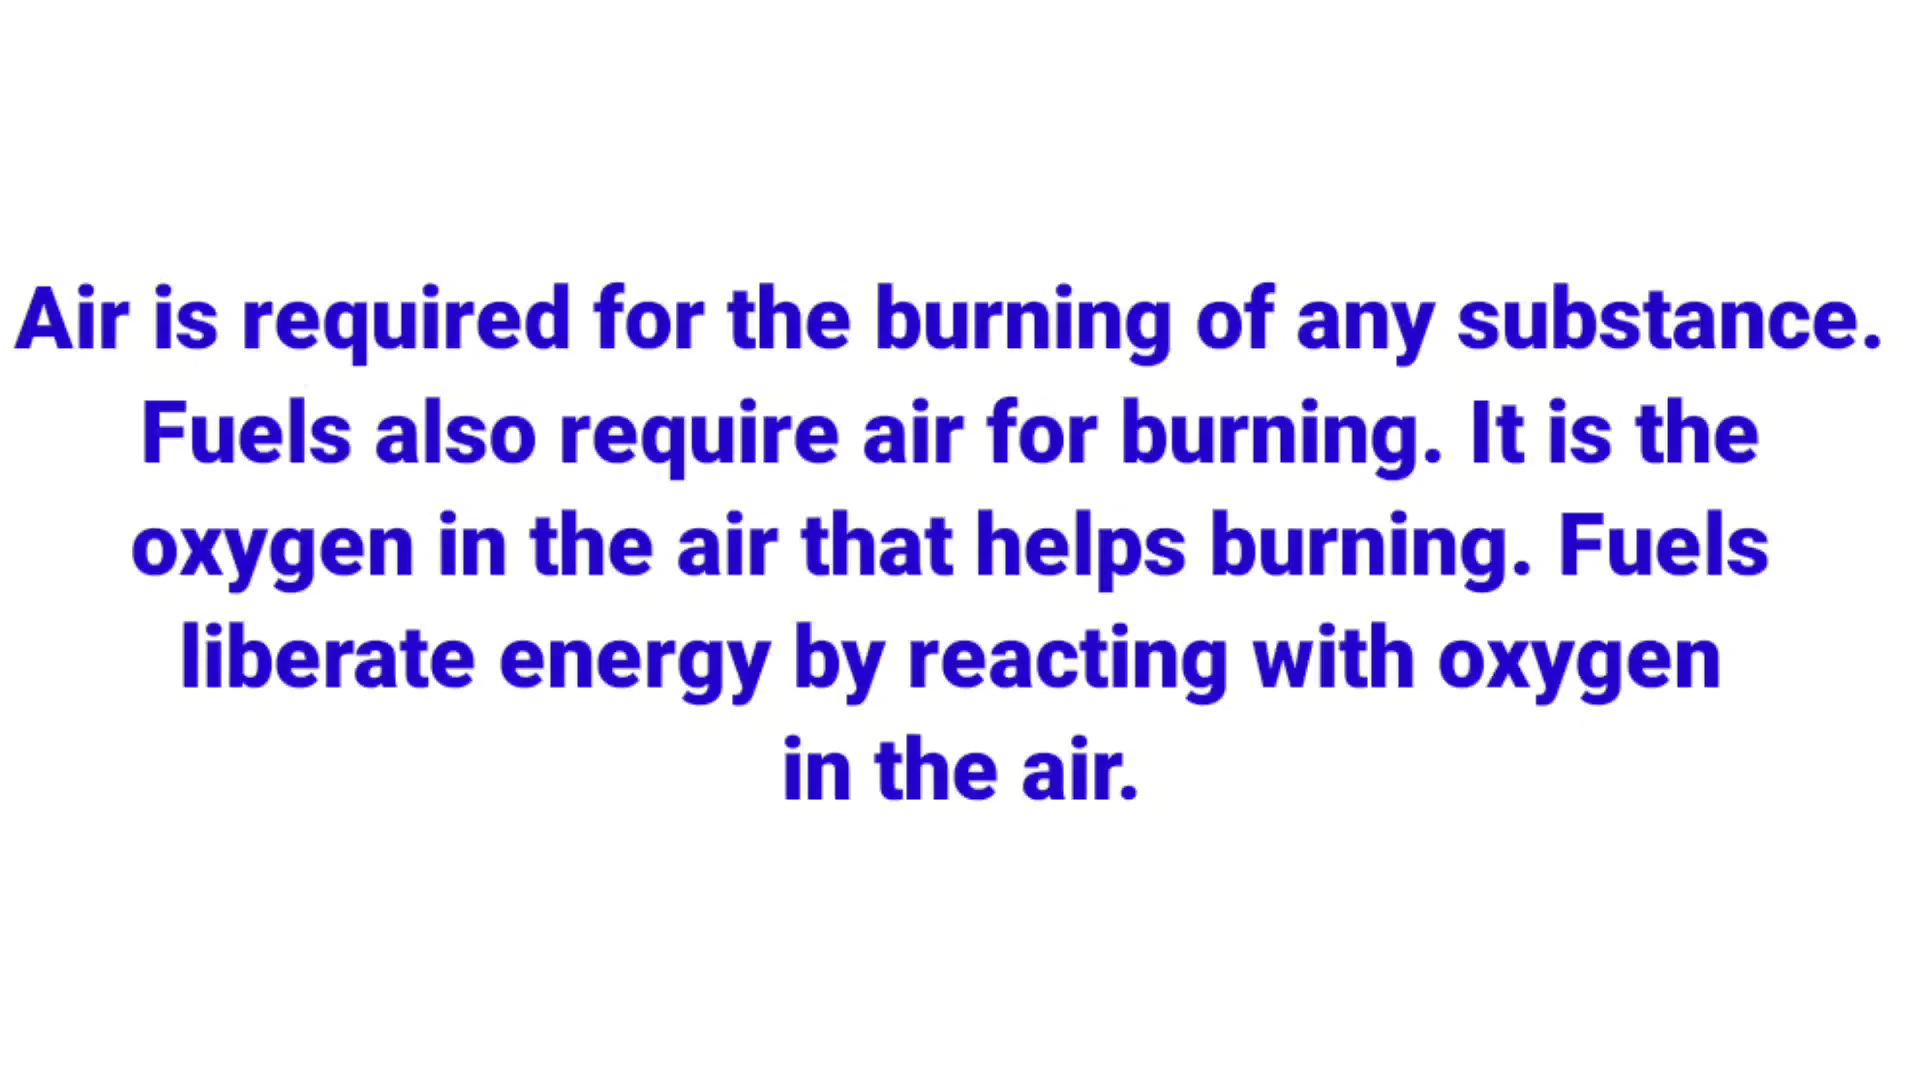 Air is required for the burning of any substance.
Fuels also require air for burning. It is the
oxygen in the air that helps burning. Fuels
liberate energy by reacting with oxygen
in the air.